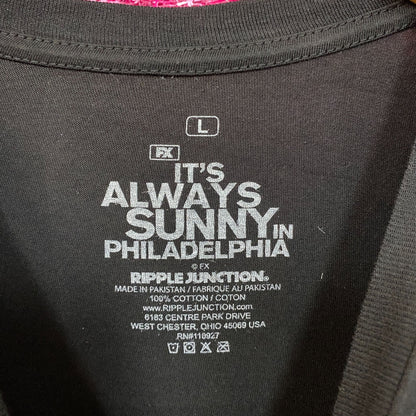 L
FX
IT'S
ALWAYS
SUNNY IN
PHILADELPHIA
© FX
RIPPLE JUNCTION®
MADE IN PAKISTAN / FABRIQUE AU PAKISTAN
100% COTTON / COTON
www.RIPPLEJUNCTION.com
6183 CENTRE PARK DRIVE
WEST CHESTER, OHIO 45069 USA
RN#110927